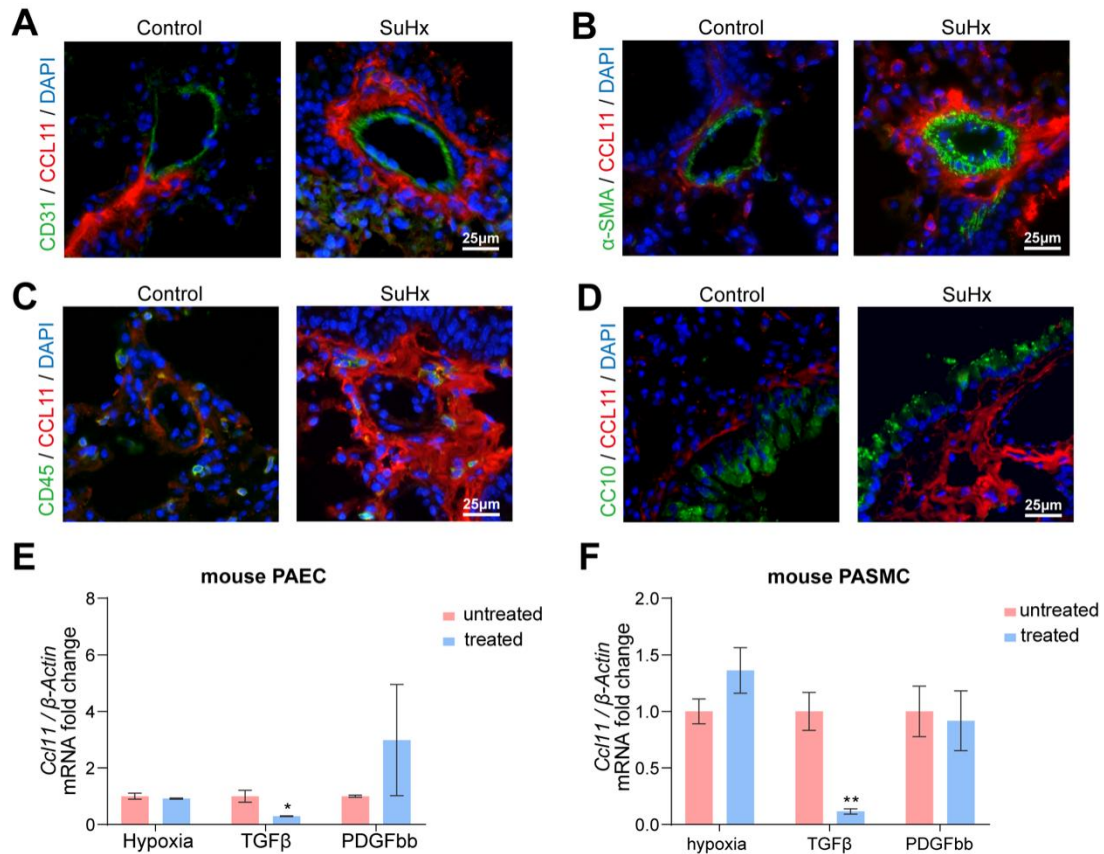 A
Control
SuHx
CD31 / CCL11 / DAPI
25μm
B
Control
SuHx
α-SMA / CCL11 / DAPI
25μm
C
Control
SuHx
CD45 / CCL11 / DAPI
25μm
D
Control
SuHx
CC10 / CCL11 / DAPI
25μm
E
mouse PAEC
Ccl11 / β-Actin
mRNA fold change
8
6
4
2
0
*
Hypoxia
TGFβ
PDGFbb
untreated
treated
F
mouse PASMC
Ccl11 / β-Actin
mRNA fold change
2.0
1.5
1.0
0.5
0.0
**
hypoxia
TGFβ
PDGFbb
untreated
treated